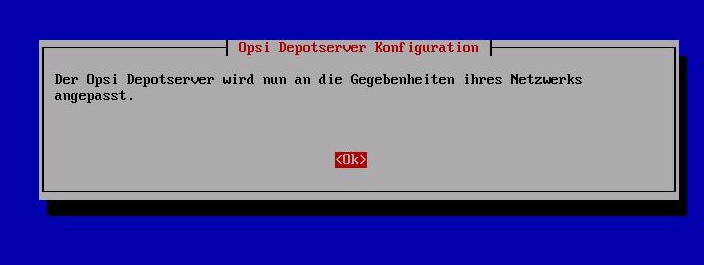 Opsi Depotserver Konfiguration
Der Opsi Depotserver wird nun an die Gegebenheiten ihres Netzwerks
angepasst.
<Ok>